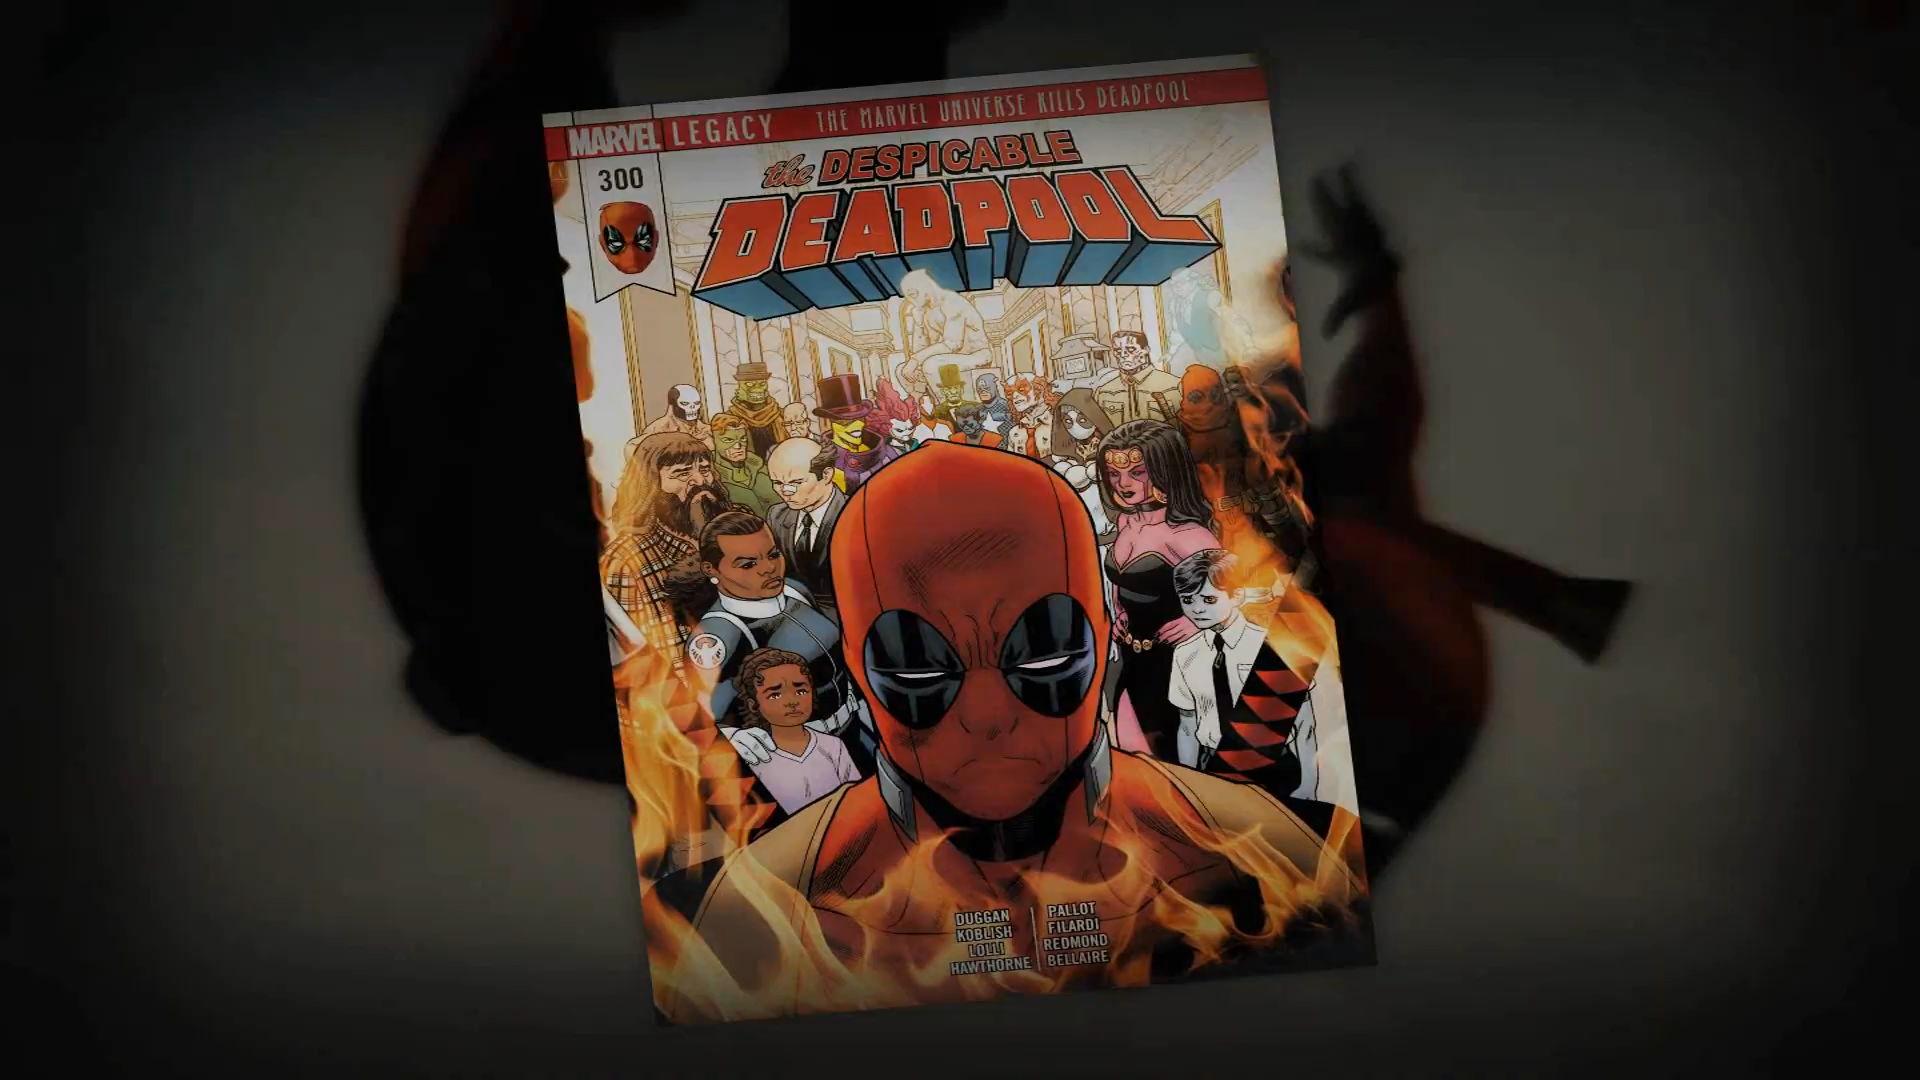 MARVEL LEGACY THE MARVEL UNIVERSE KILLS DEADPOOL
300
the DESPICABLE
DEADPOOL
DUGGAN
KOBLISH
LOLLI
HAWTHORNE
PALLOT
FILARDI
REDMOND
BELLAIRE